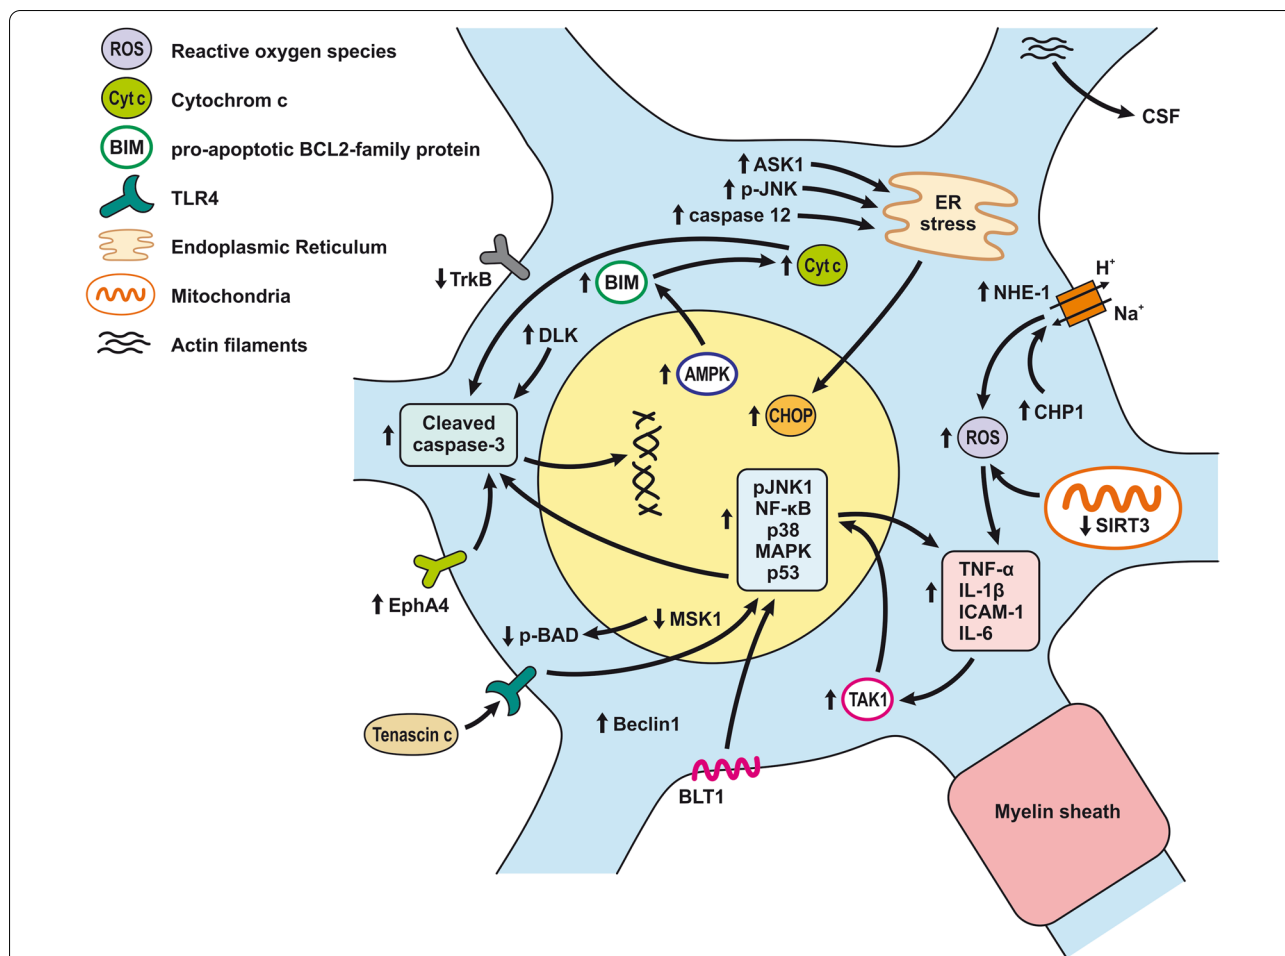 ROS Reactive oxygen species
Cyt c Cytochrom c
BIM pro-apoptotic BCL2-family protein
TLR4
Endoplasmic Reticulum
Mitochondria
Actin filaments
CSF
ASK1
p-JNK
caspase 12
ER
stress
TrkB
BIM
Cyt c
H+
NHE-1
Na+
DLK
AMPK
CHOP
CHP1
Cleaved
caspase-3
ROS
SIRT3
pJNK1
NF-κB
p38
MAPK
p53
TNF-α
IL-1β
ICAM-1
IL-6
EphA4
p-BAD
MSK1
TAK1
Tenascin c
Beclin1
BLT1
Myelin sheath